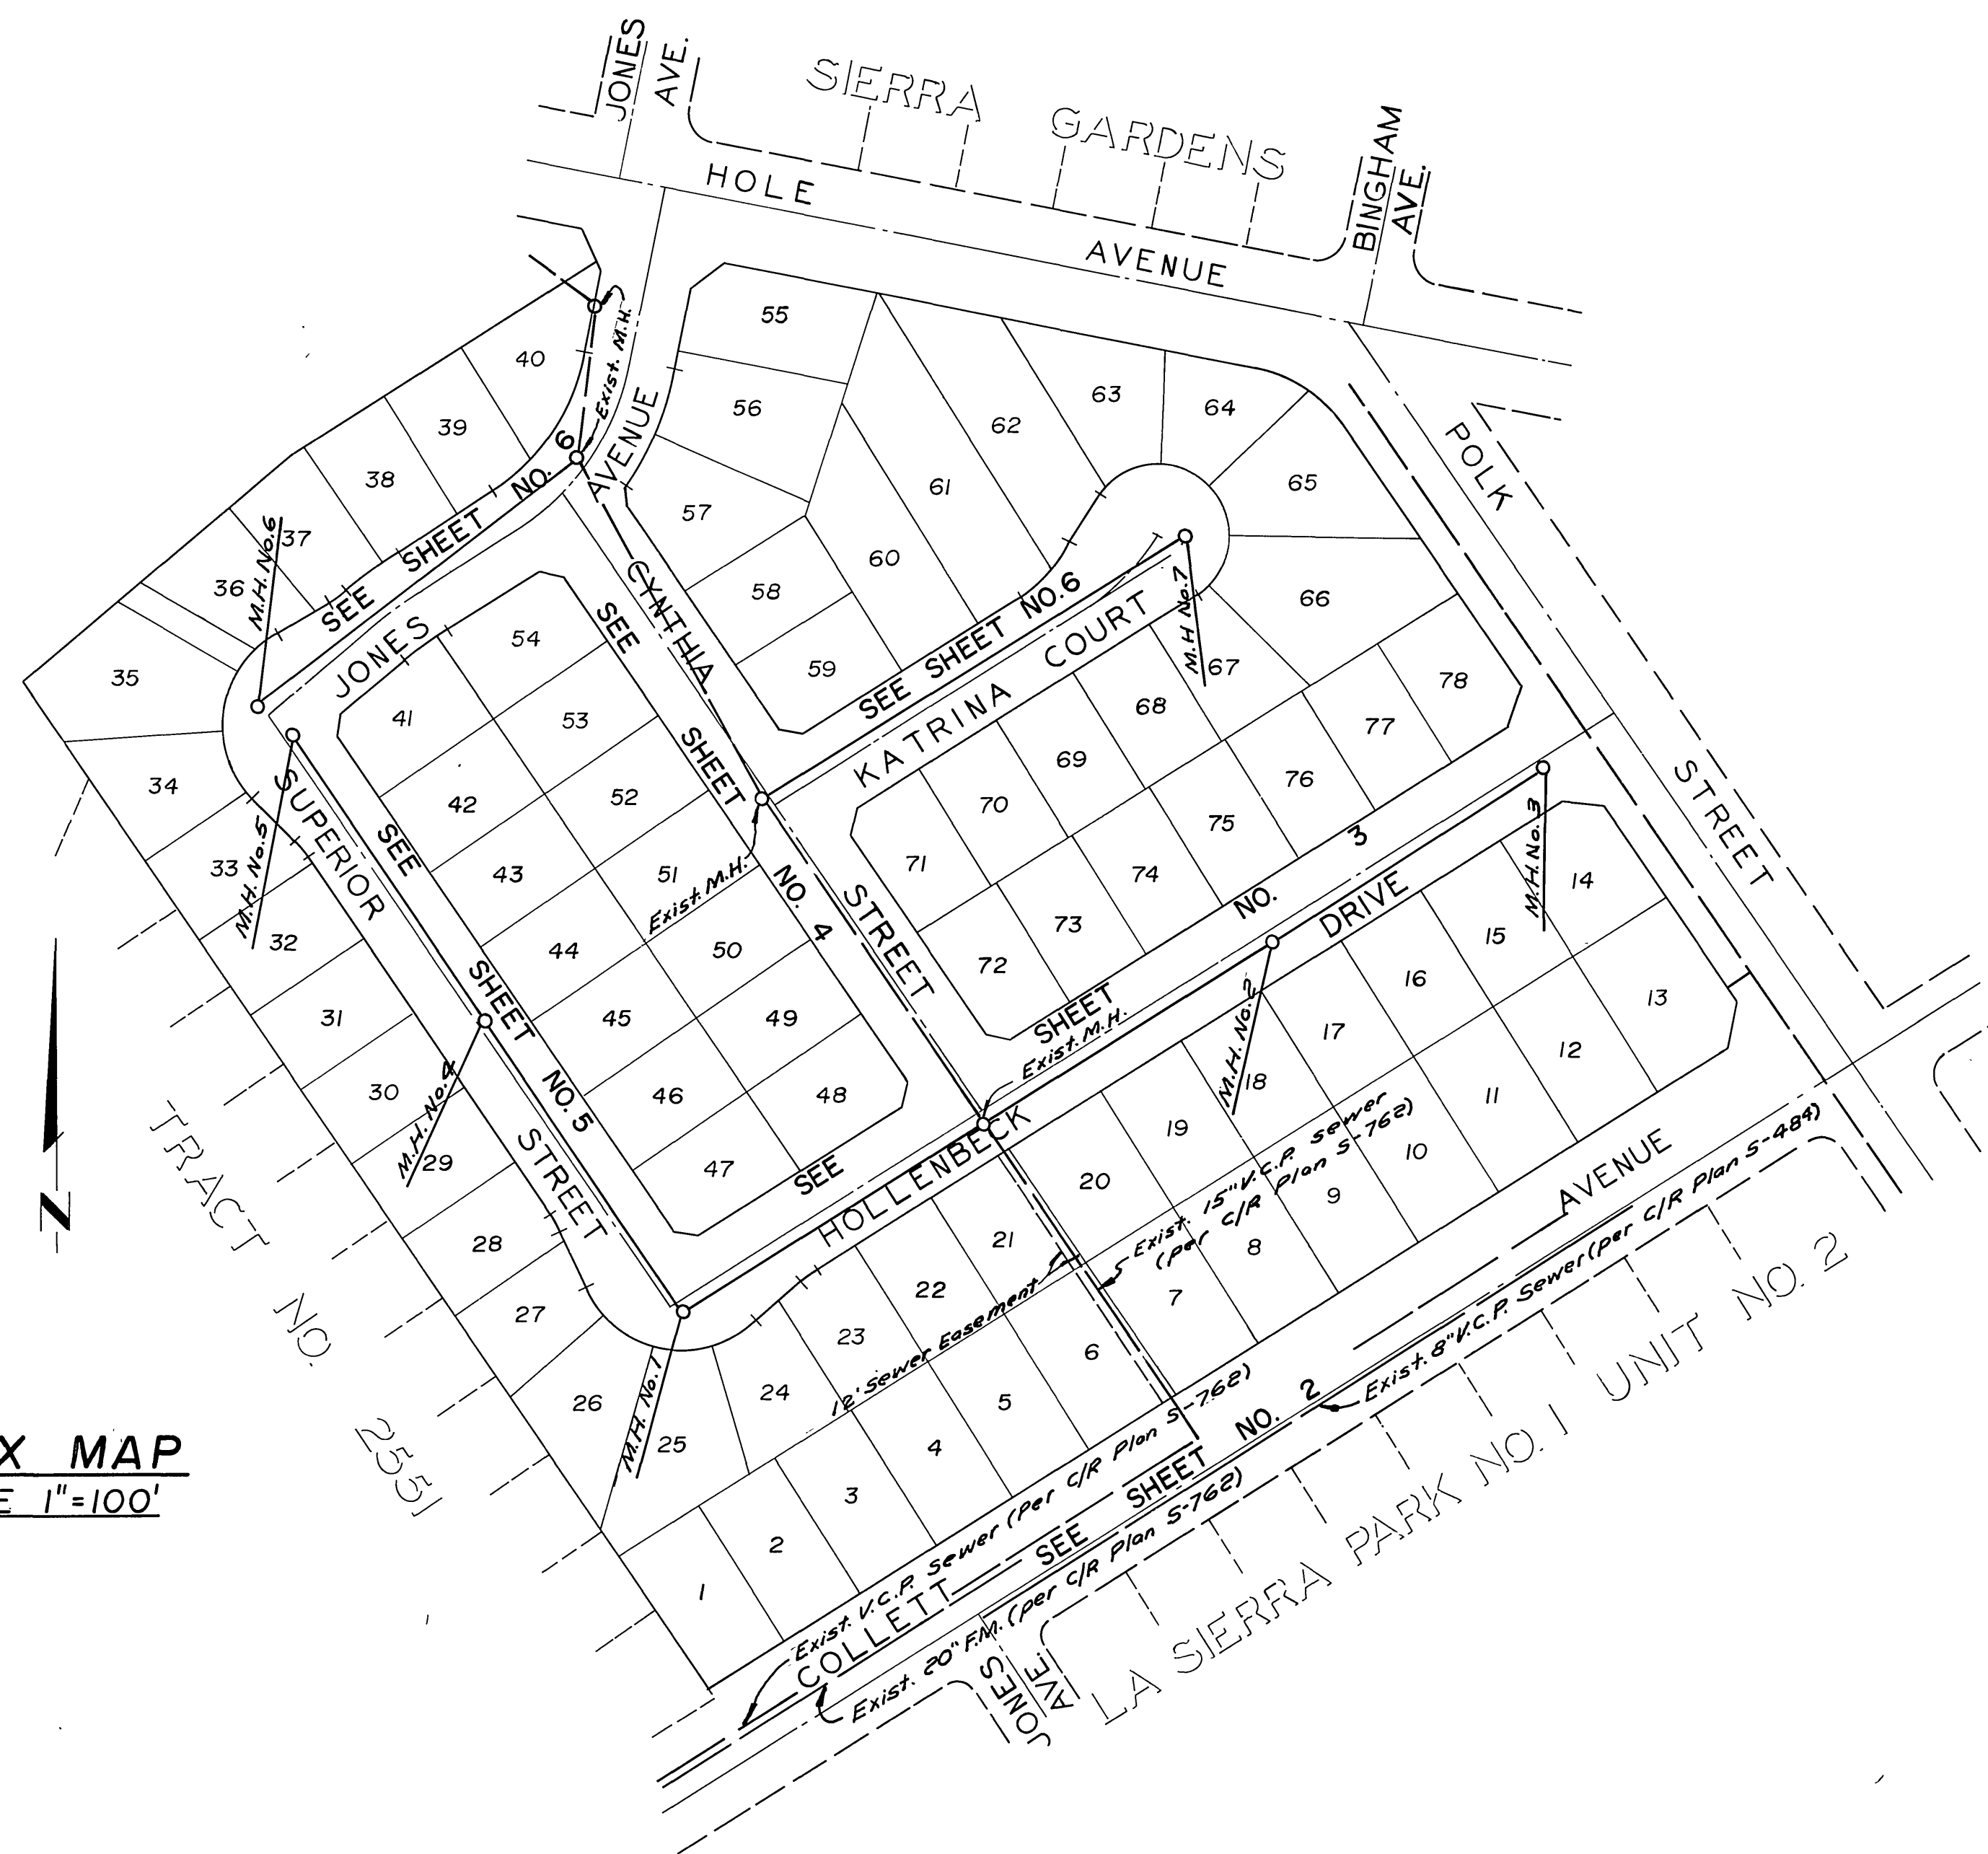 JONES
AVE.
SIERRA
GARDENS
BINGHAM
AVE.
HOLE
AVENUE
55
40
Exist. M.H.
56
63
64
39
62
POLK
38
AVENUE
6
NO.
SHEET
SEE
61
65
57
M.H. No.6
37
36
60
CYNTHIA
58
66
SEE SHEET NO.6
M.H No.7
COURT
KATRINA
59
67
54
JONES
SEE
35
41
53
68
78
77
SHEET
34
SUPERIOR
42
52
69
76
STREET
70
75
SEE
33
M.H. No.5
43
51
Exist. M.H.
NO. 4
STREET
71
74
3
M.H. No.3
14
NO.
DRIVE
73
32
44
50
72
15
SHEET
NO. 5
31
45
49
SHEET
Exist. M.H.
M.H. No.2
16
13
17
12
30
M.H. No.4
46
48
18
11
19
Exist. 15" V.C.P. sewer
(per C/R Plan S-762)
29
47
SEE
HOLLENBECK
20
10
9
N
TRACT
NO.
2551
STREET
28
21
8
AVENUE
22
7
27
23
12' Sewer Easement
6
Exist. 8" V.C.P. Sewer (per C/R Plan S-484)
26
M.H. No.1
24
5
25
4
SEE SHEET NO. 2
X MAP
E 1"=100'
3
2
1
Exist. V.C.P. Sewer (Per C/R Plan S-762)
COLLETT
Exist. 20" F.M. (per C/R Plan S-762)
JONES
AVE.
LA SIERRA PARK NO. 1 UNIT NO. 2